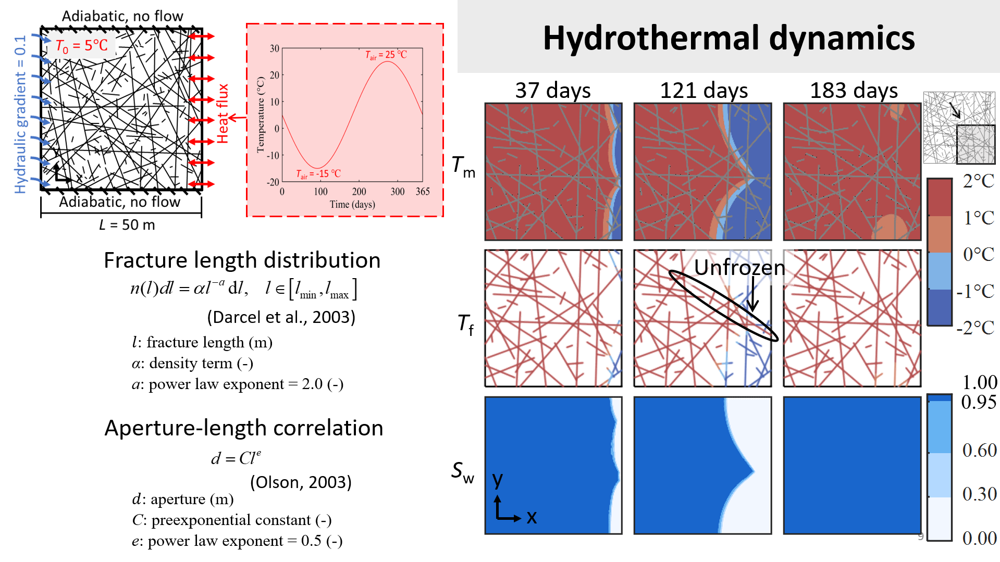 Adiabatic, no flow
T0 = 5℃
Hydraulic gradient = 0.1
Heat flux
x
Adiabatic, no flow
L = 50 m
Temperature (°C)
30
20
10
0
-10
-20
Tair = 25 ℃
Tair = -15 ℃
0
100
200
300
365
Time (days)
Fracture length distribution
n(l)dl = αl⁻ᵃ dl, l ∈ [lmin, lmax]
(Darcel et al., 2003)
l: fracture length (m)
α: density term (-)
a: power law exponent = 2.0 (-)
Aperture-length correlation
d = Clᵉ
(Olson, 2003)
d: aperture (m)
C: preexponential constant (-)
e: power law exponent = 0.5 (-)
Hydrothermal dynamics
37 days
121 days
183 days
Tm
Tf
Unfrozen
Sw
y
x
2°C
1°C
0°C
-1°C
-2°C
1.00
0.95
0.60
0.30
0.00
9